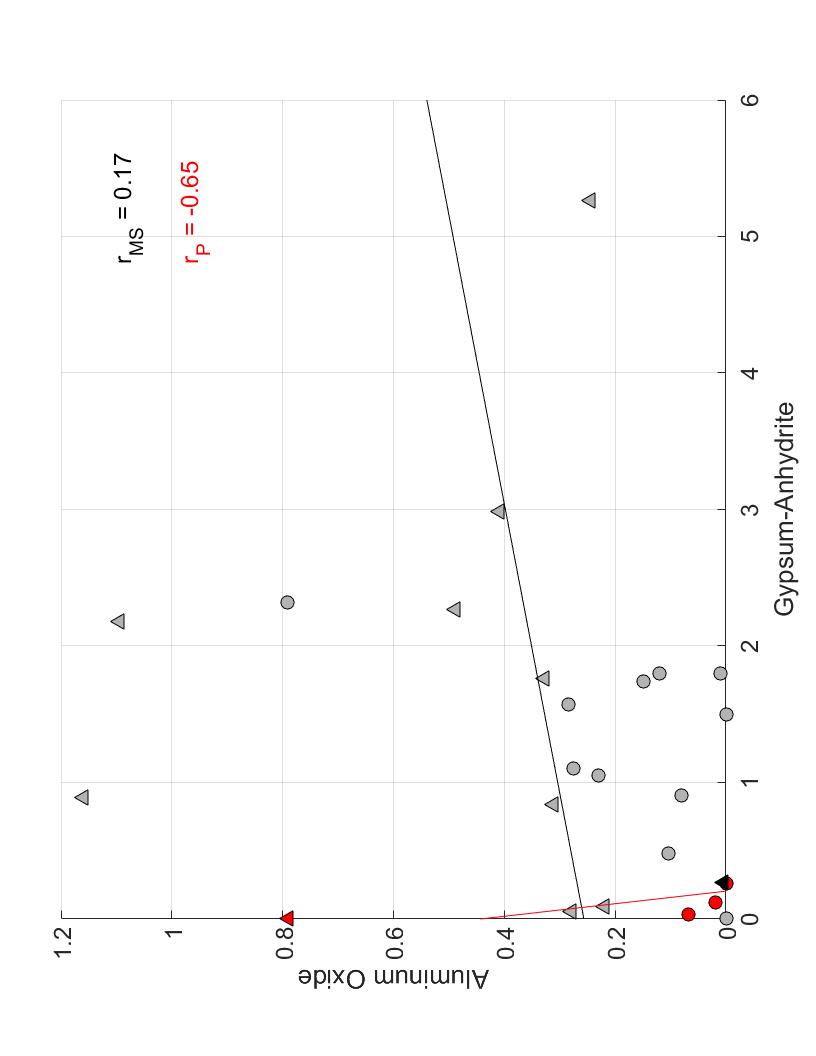 1.2
1
0.8
0.6
0.4
0.2
0
Aluminum Oxide
r_MS = 0.17
r_P = -0.65
0 1 2 3 4 5 6
Gypsum-Anhydrite